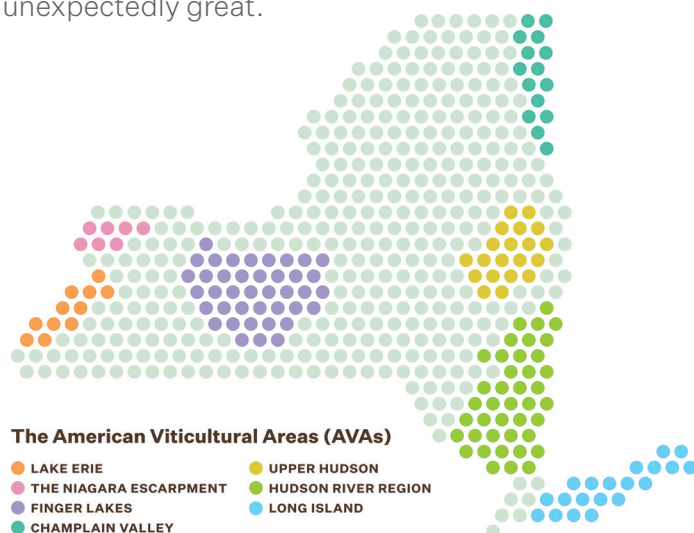 unexpectedly great.
The American Viticultural Areas (AVAs)
LAKE ERIE
THE NIAGARA ESCARPMENT
FINGER LAKES
CHAMPLAIN VALLEY
UPPER HUDSON
HUDSON RIVER REGION
LONG ISLAND